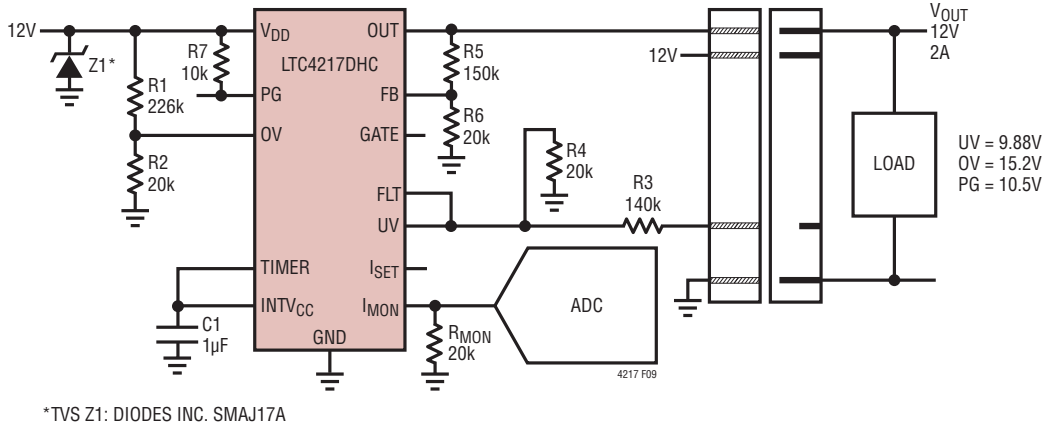 12V
Z1*
R1
226k
R2
20k
R7
10k
C1
1µF
VDD
PG
OV
TIMER
INTVCC
LTC4217DHC
OUT
FB
GATE
FLT
UV
ISET
IMON
GND
R5
150k
R6
20k
R4
20k
R3
140k
RMON
20k
ADC
12V
LOAD
VOUT
12V
2A
UV = 9.88V
OV = 15.2V
PG = 10.5V
4217 F09
*TVS Z1: DIODES INC. SMAJ17A